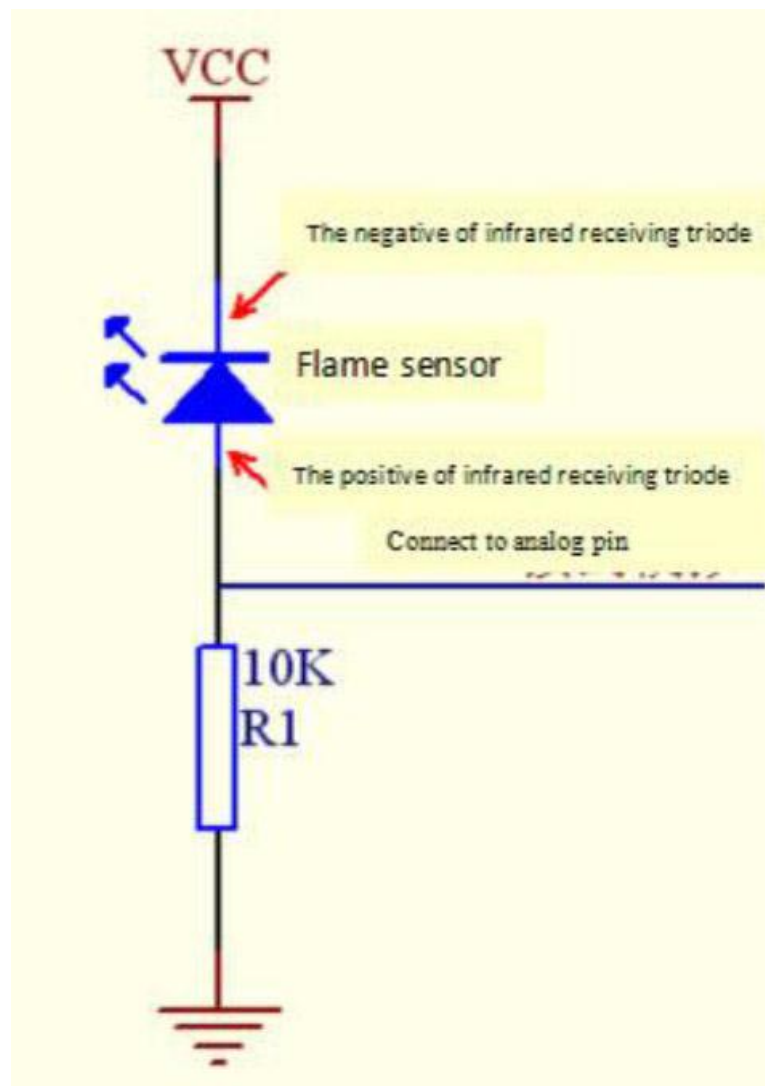 VCC
The negative of infrared receiving triode
Flame sensor
The positive of infrared receiving triode
Connect to analog pin
10K
R1